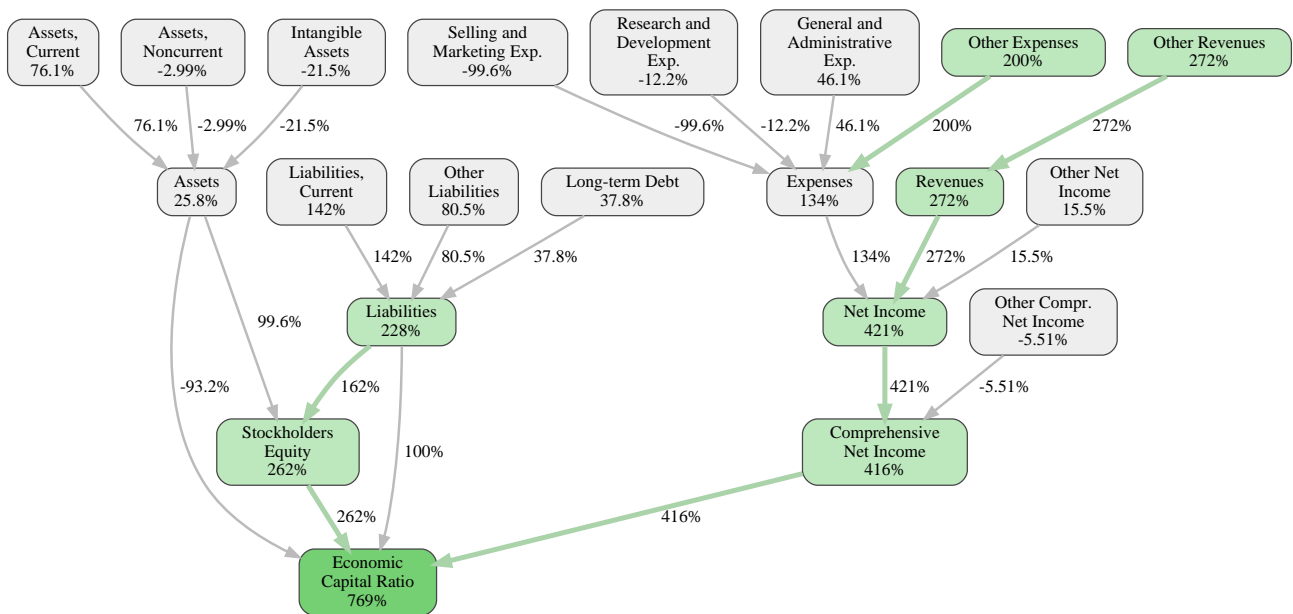 Assets,
Current
76.1%
Assets,
Noncurrent
-2.99%
Intangible
Assets
-21.5%
Selling and
Marketing Exp.
-99.6%
Research and
Development
Exp.
-12.2%
General and
Administrative
Exp.
46.1%
Other Expenses
200%
Other Revenues
272%
76.1%
-2.99%
-21.5%
-99.6%
-12.2%
46.1%
200%
272%
Assets
25.8%
Liabilities,
Current
142%
Other
Liabilities
80.5%
Long-term Debt
37.8%
Expenses
134%
Revenues
272%
Other Net
Income
15.5%
142%
80.5%
37.8%
134%
272%
15.5%
99.6%
Liabilities
228%
Net Income
421%
Other Compr.
Net Income
-5.51%
-93.2%
162%
421%
-5.51%
Stockholders
Equity
262%
100%
Comprehensive
Net Income
416%
262%
416%
Economic
Capital Ratio
769%